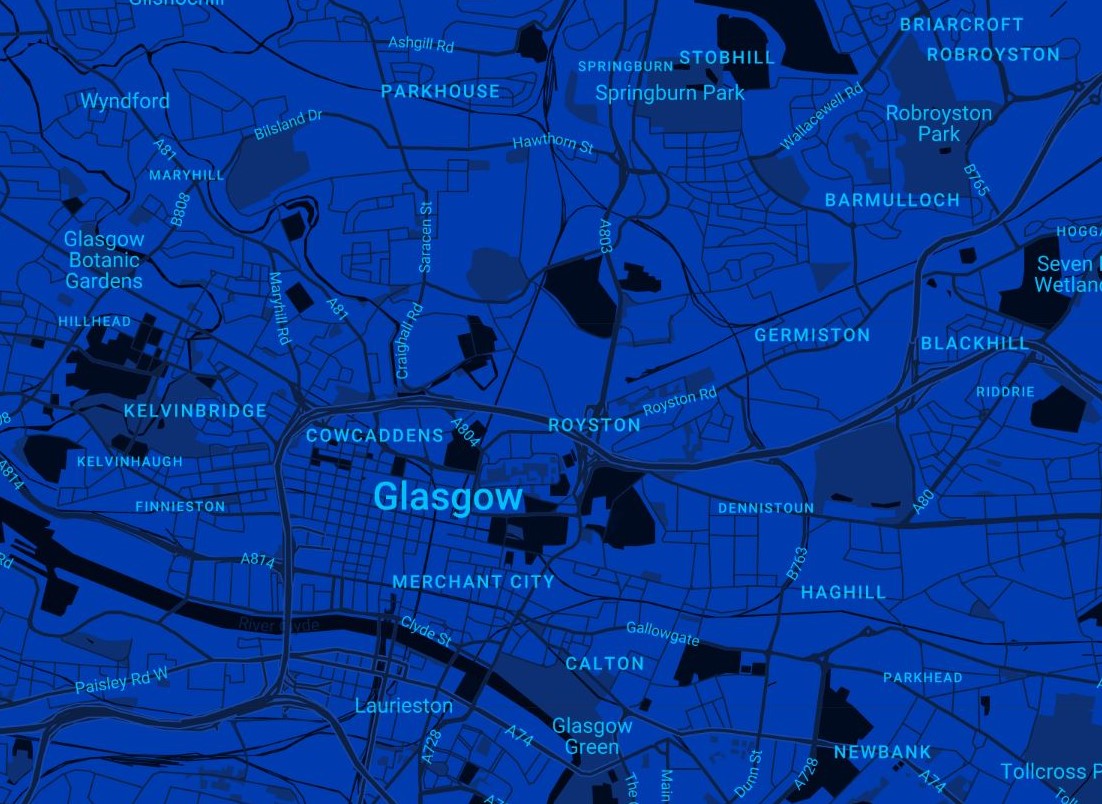 BRIARCROFT
Ashgill Rd
STOBHILL
ROBROYSTON
SPRINGBURN
PARKHOUSE
Springburn Park
Wyndford
Wallacewell Rd
Robroyston
Park
Bilsland Dr
Hawthorn St
A81
MARYHILL
B765
BARMULLOCH
B808
Saracen St
A803
Glasgow
Botanic
Gardens
Seven
Wetland
Maryhill Rd
A81
HILLHEAD
Craighall Rd
GERMISTON
BLACKHILL
RIDDRIE
Royston Rd
KELVINBRIDGE
ROYSTON
COWCADDENS
A804
KELVINHAUGH
A814
Glasgow
FINNIESTON
DENNISTOUN
A80
A814
B763
MERCHANT CITY
HAGHILL
River Clyde
Clyde St
Gallowgate
CALTON
Paisley Rd W
PARKHEAD
Laurieston
Glasgow
Green
A74
A728
NEWBANK
Dunn St
A728
A74
Tollcross P
Main